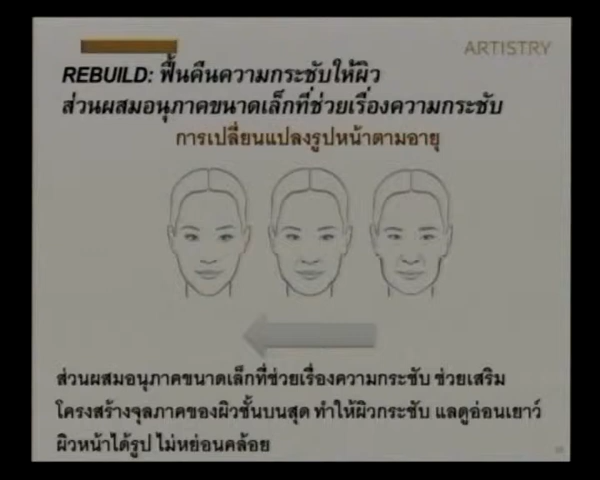 ARTISTRY
REBUILD: ฟื้นคืนความกระชับให้ผิว
ส่วนผสมอนุภาคขนาดเล็กที่ช่วยเรื่องความกระชับ
การเปลี่ยนแปลงรูปหน้าตามอายุ
ส่วนผสมอนุภาคขนาดเล็กที่ช่วยเรื่องความกระชับ ช่วยเสริม
โครงสร้างจุลภาคของผิวชั้นบนสุด ทำให้ผิวกระชับ แลดูอ่อนเยาว์
ผิวหน้าได้รูป ไม่หย่อนคล้อย